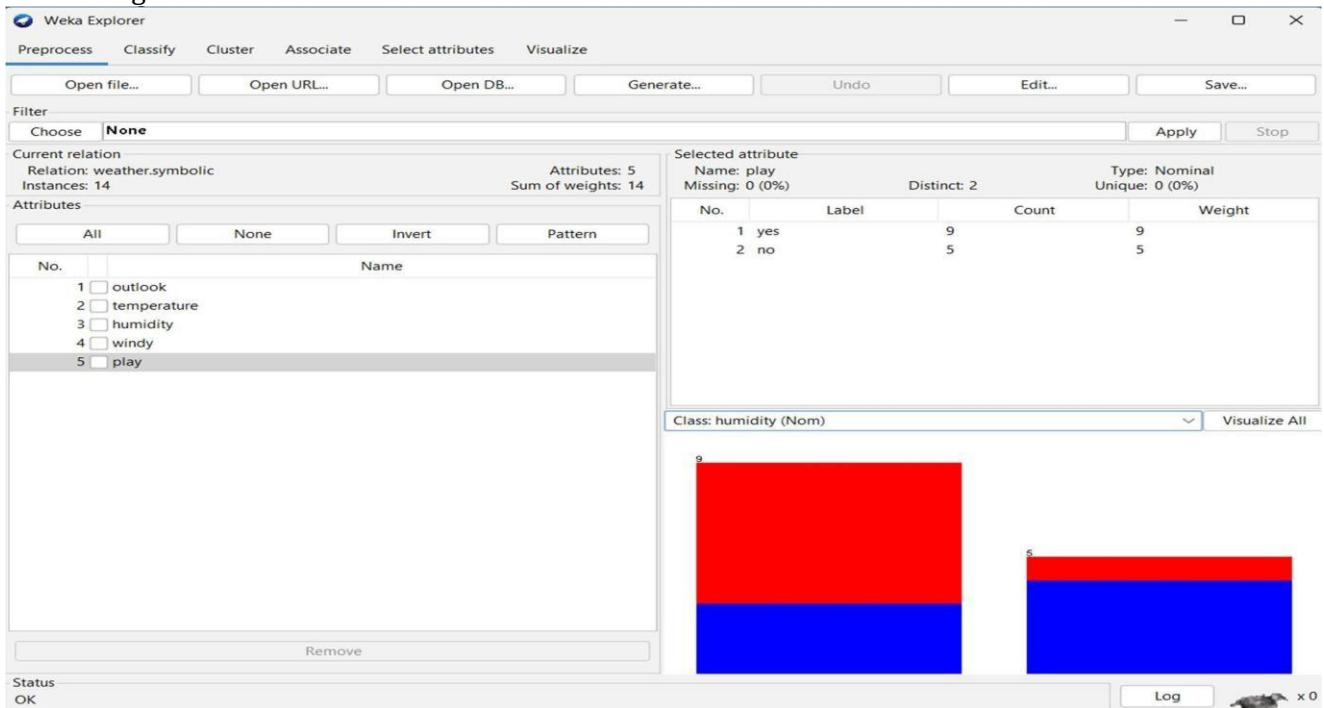 Weka Explorer
Preprocess Classify Cluster Associate Select attributes Visualize
Open file... Open URL... Open DB... Generate... Undo Edit... Save...
Filter
Choose None Apply Stop
Current relation
Relation: weather.symbolic Attributes: 5
Instances: 14 Sum of weights: 14
Attributes
All None Invert Pattern
No. Name
1 outlook
2 temperature
3 humidity
4 windy
5 play
Remove
Selected attribute
Name: play Type: Nominal
Missing: 0 (0%) Distinct: 2 Unique: 0 (0%)
No. Label Count Weight
1 yes 9 9
2 no 5 5
Class: humidity (Nom) Visualize All
9
5
Status
OK Log x 0